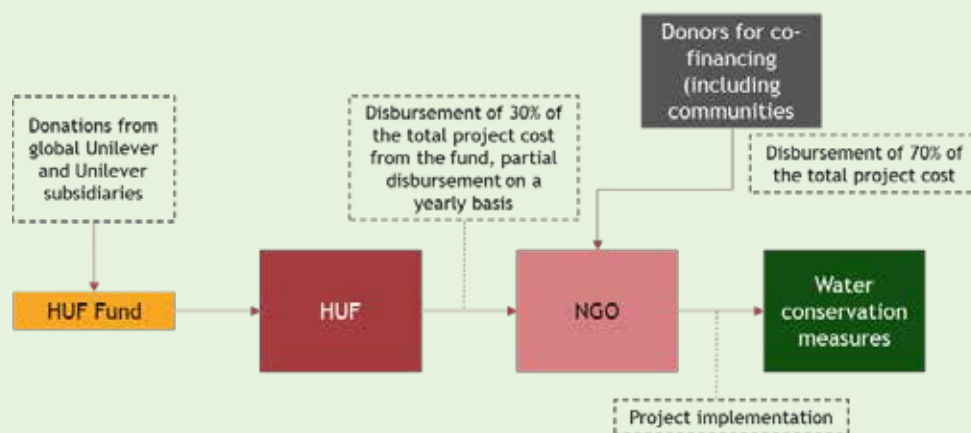 Donors for co-
financing
(including
communities
Donations from
global Unilever
and Unilever
subsidiaries
Disbursement of 30% of
the total project cost
from the fund, partial
disbursement on a
yearly basis
Disbursement of 70% of
the total project cost
HUF Fund
HUF
NGO
Water
conservation
measures
Project implementation